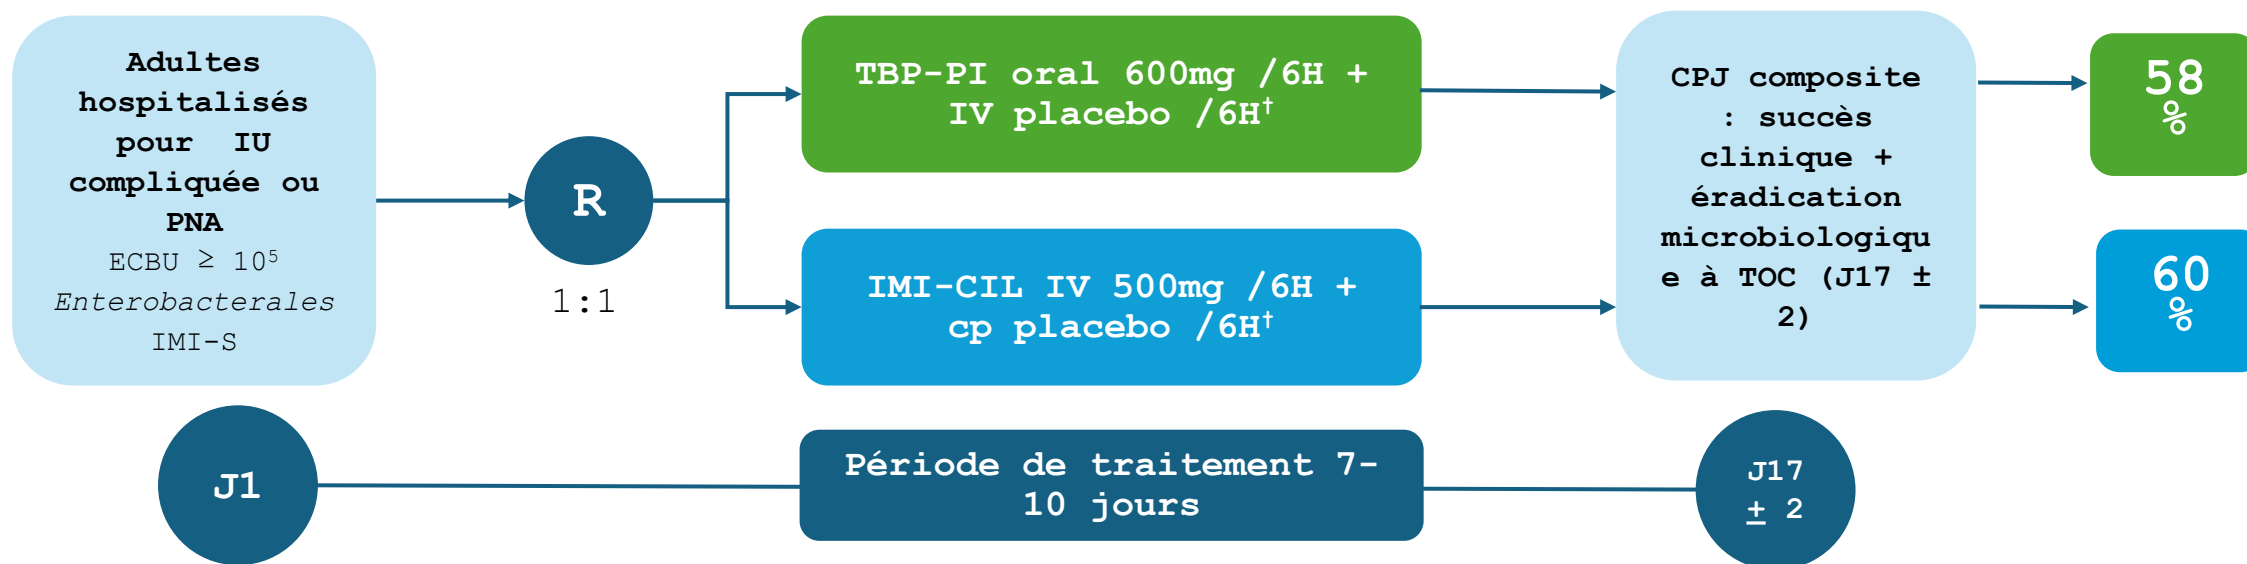 Adultes
hospitalisés
pour IU
compliquée ou
PNA
ECBU ≥ 10⁵
Enterobacterales
IMI-S
R
1:1
TBP-PI oral 600mg /6H +
IV placebo /6H†
IMI-CIL IV 500mg /6H +
cp placebo /6H†
CPJ composite
: succès
clinique +
éradication
microbiologiqu
e à TOC (J17 ±
2)
58
%
60
%
J1
Période de traitement 7-
10 jours
J17
± 2